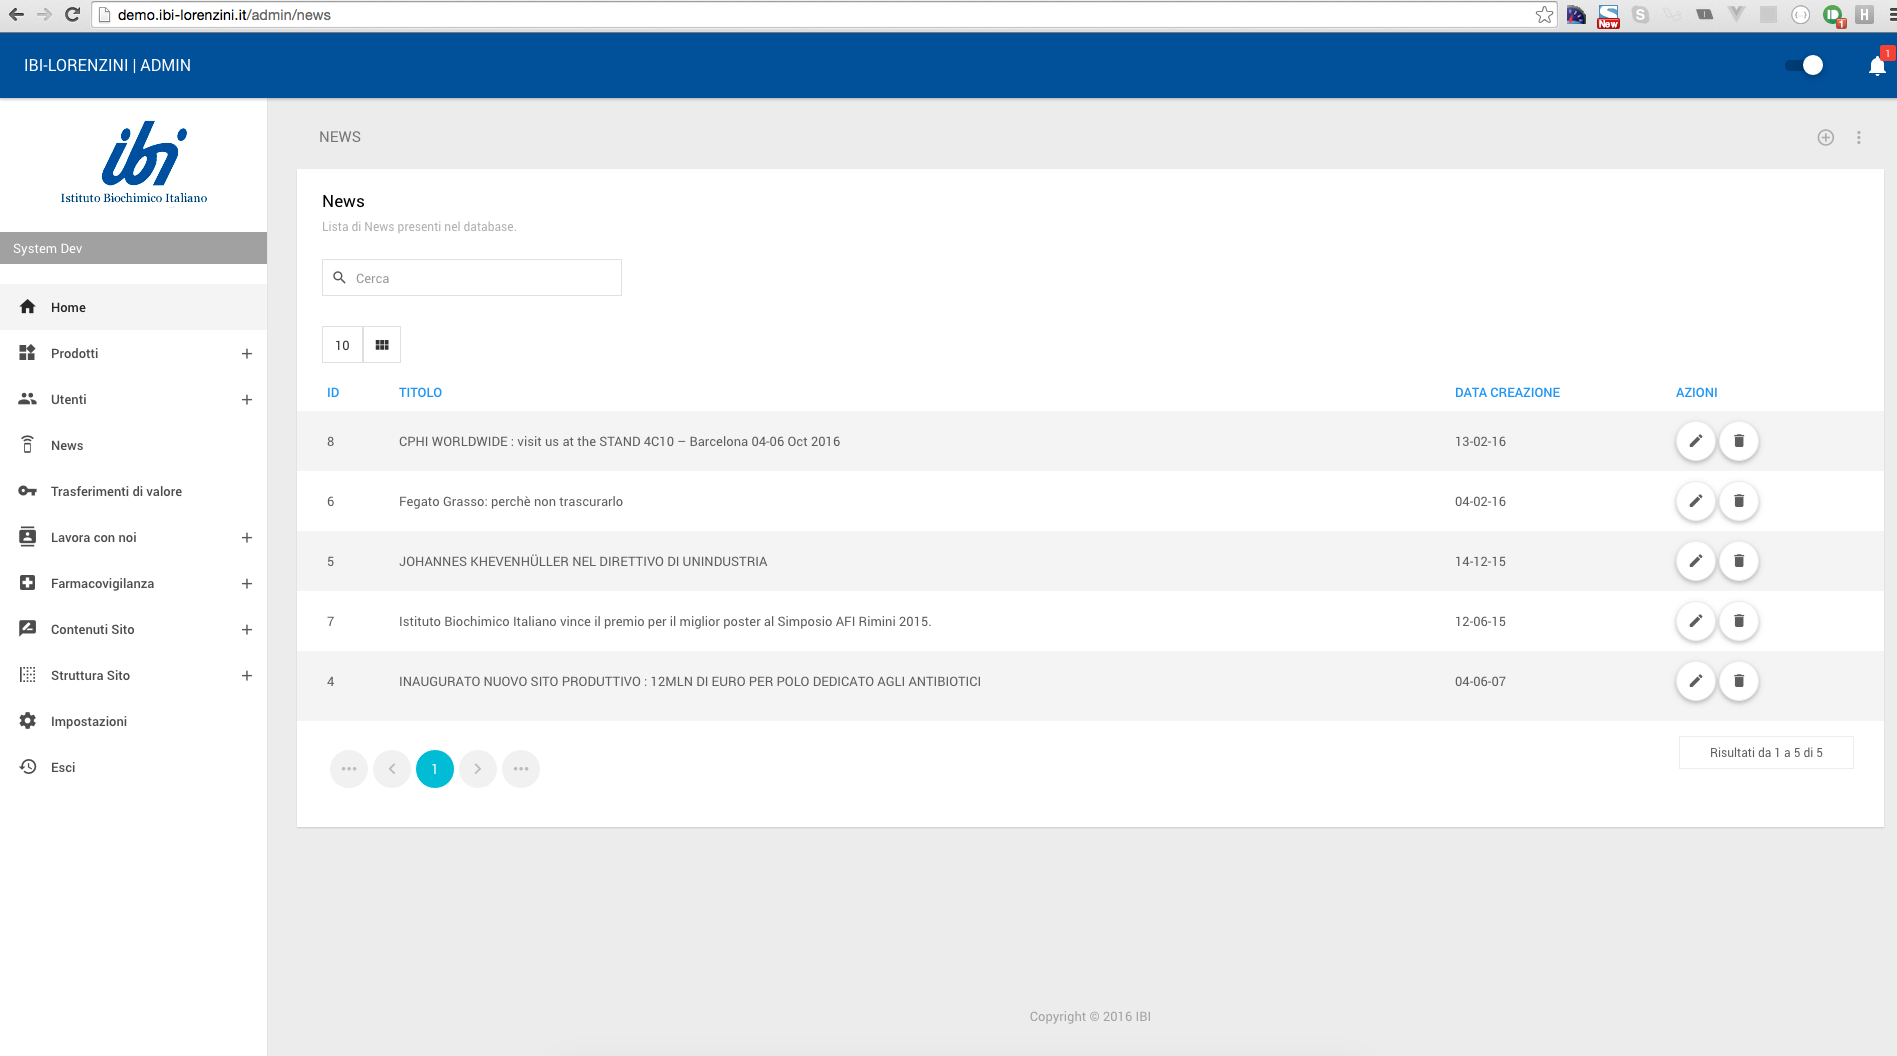 demo.ibi-lorenzini.it/admin/news
New
1
H
IBI-LORENZINI | ADMIN
1
ibi
Istituto Biochimico Italiano
System Dev
Home
Prodotti
Utenti
News
Trasferimenti di valore
Lavora con noi
Farmacovigilanza
Contenuti Sito
Struttura Sito
Impostazioni
Esci
NEWS
News
Lista di News presenti nel database.
Cerca
10
ID TITOLO DATA CREAZIONE AZIONI
8 CPHI WORLDWIDE : visit us at the STAND 4C10 – Barcelona 04-06 Oct 2016 13-02-16
6 Fegato Grasso: perchè non trascurarlo 04-02-16
5 JOHANNES KHEVENHÜLLER NEL DIRETTIVO DI UNINDUSTRIA 14-12-15
7 Istituto Biochimico Italiano vince il premio per il miglior poster al Simposio AFI Rimini 2015. 12-06-15
4 INAUGURATO NUOVO SITO PRODUTTIVO : 12MLN DI EURO PER POLO DEDICATO AGLI ANTIBIOTICI 04-06-07
1
Risultati da 1 a 5 di 5
Copyright © 2016 IBI